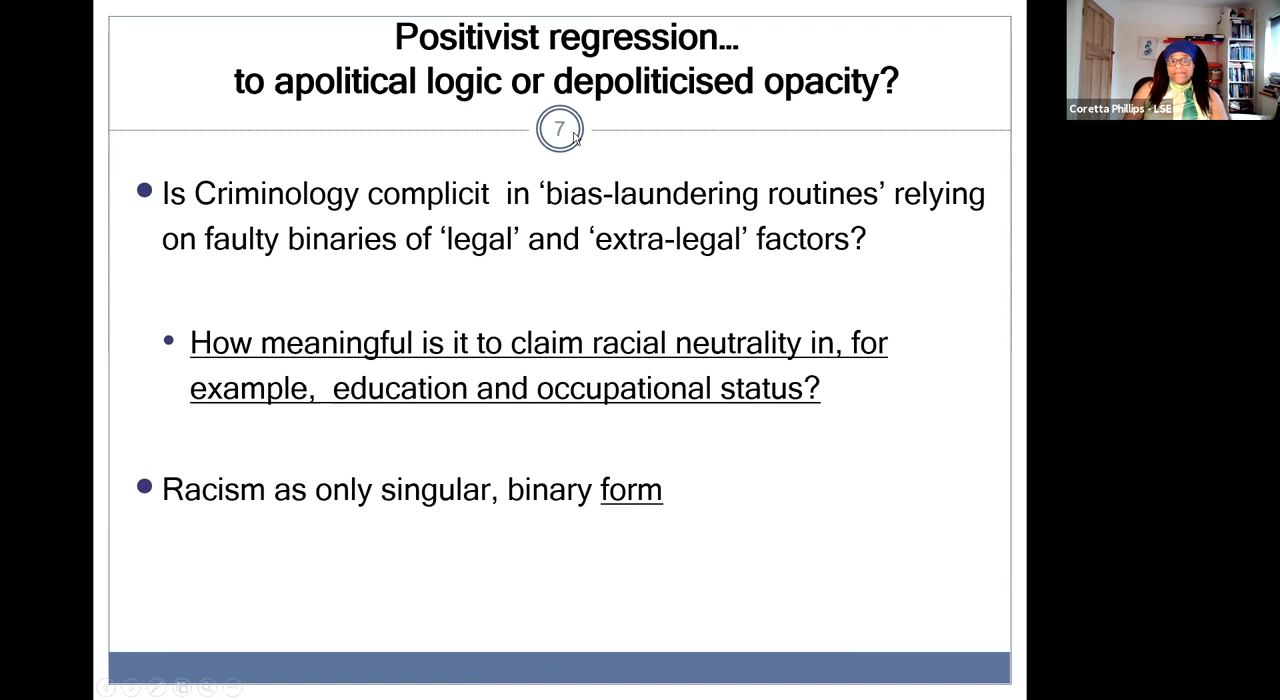 Positivist regression...
to apolitical logic or depoliticised opacity?
7
Is Criminology complicit in ‘bias-laundering routines’ relying
on faulty binaries of ‘legal’ and ‘extra-legal’ factors?
How meaningful is it to claim racial neutrality in, for
example, education and occupational status?
Racism as only singular, binary form
Coretta Phillips - LSE